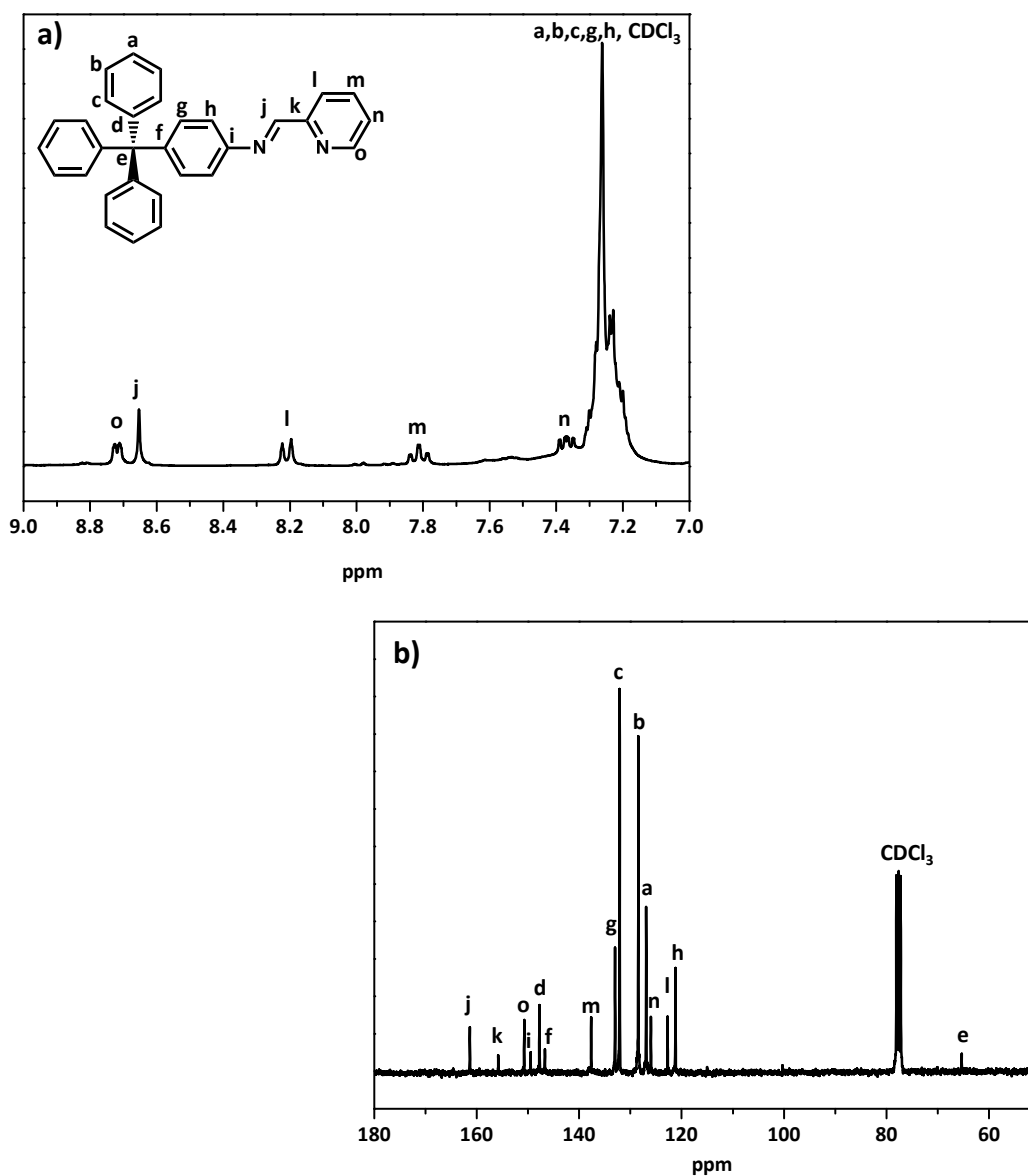 a)
a,b,c,g,h, CDCl₃
a
b
c
d
e
f
g
h
i
N
j
k
l
m
n
N
o
o
j
l
m
n
9.0 8.8 8.6 8.4 8.2 8.0 7.8 7.6 7.4 7.2 7.0
ppm
b)
c
b
CDCl₃
a
g
h
d
l
j
o
m
n
k
i
f
e
180 160 140 120 100 80 60
ppm